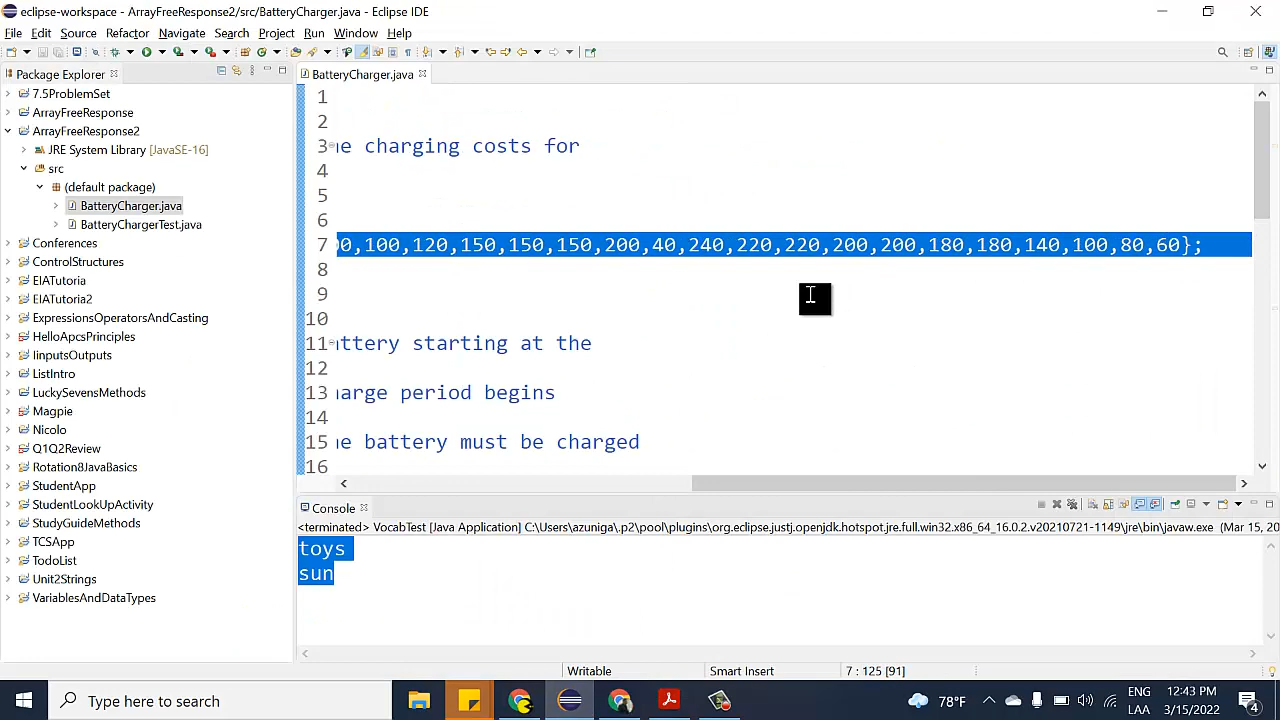 eclipse-workspace - ArrayFreeResponse2/src/BatteryCharger.java - Eclipse IDE
File Edit Source Refactor Navigate Search Project Run Window Help
Package Explorer
7.5ProblemSet
ArrayFreeResponse
ArrayFreeResponse2
JRE System Library [JavaSE-16]
src
(default package)
BatteryCharger.java
BatteryChargerTest.java
Conferences
ControlStructures
EIATutoria
EIATutoria2
ExpressionsOperatorsAndCasting
HelloApcsPrinciples
IinputsOutputs
ListIntro
LuckySevensMethods
Magpie
Nicolo
Q1Q2Review
Rotation8JavaBasics
StudentApp
StudentLookUpActivity
StudyGuideMethods
TCSApp
TodoList
Unit2Strings
VariablesAndDataTypes
BatteryCharger.java
1
2
3 he charging costs for
4
5
6
7 00,100,120,150,150,150,200,40,240,220,220,200,200,180,180,140,100,80,60};
8
9
10
11 attery starting at the
12
13 harge period begins
14
15 he battery must be charged
16
Console
<terminated> VocabTest [Java Application] C:\Users\azuniga\.p2\pool\plugins\org.eclipse.justj.openjdk.hotspot.jre.full.win32.x86_64_16.0.2.v20210721-1149\jre\bin\javaw.exe (Mar 15, 20
toys
sun
Writable Smart Insert 7 : 125 [91]
Type here to search
78°F
ENG
LAA
12:43 PM
3/15/2022
4